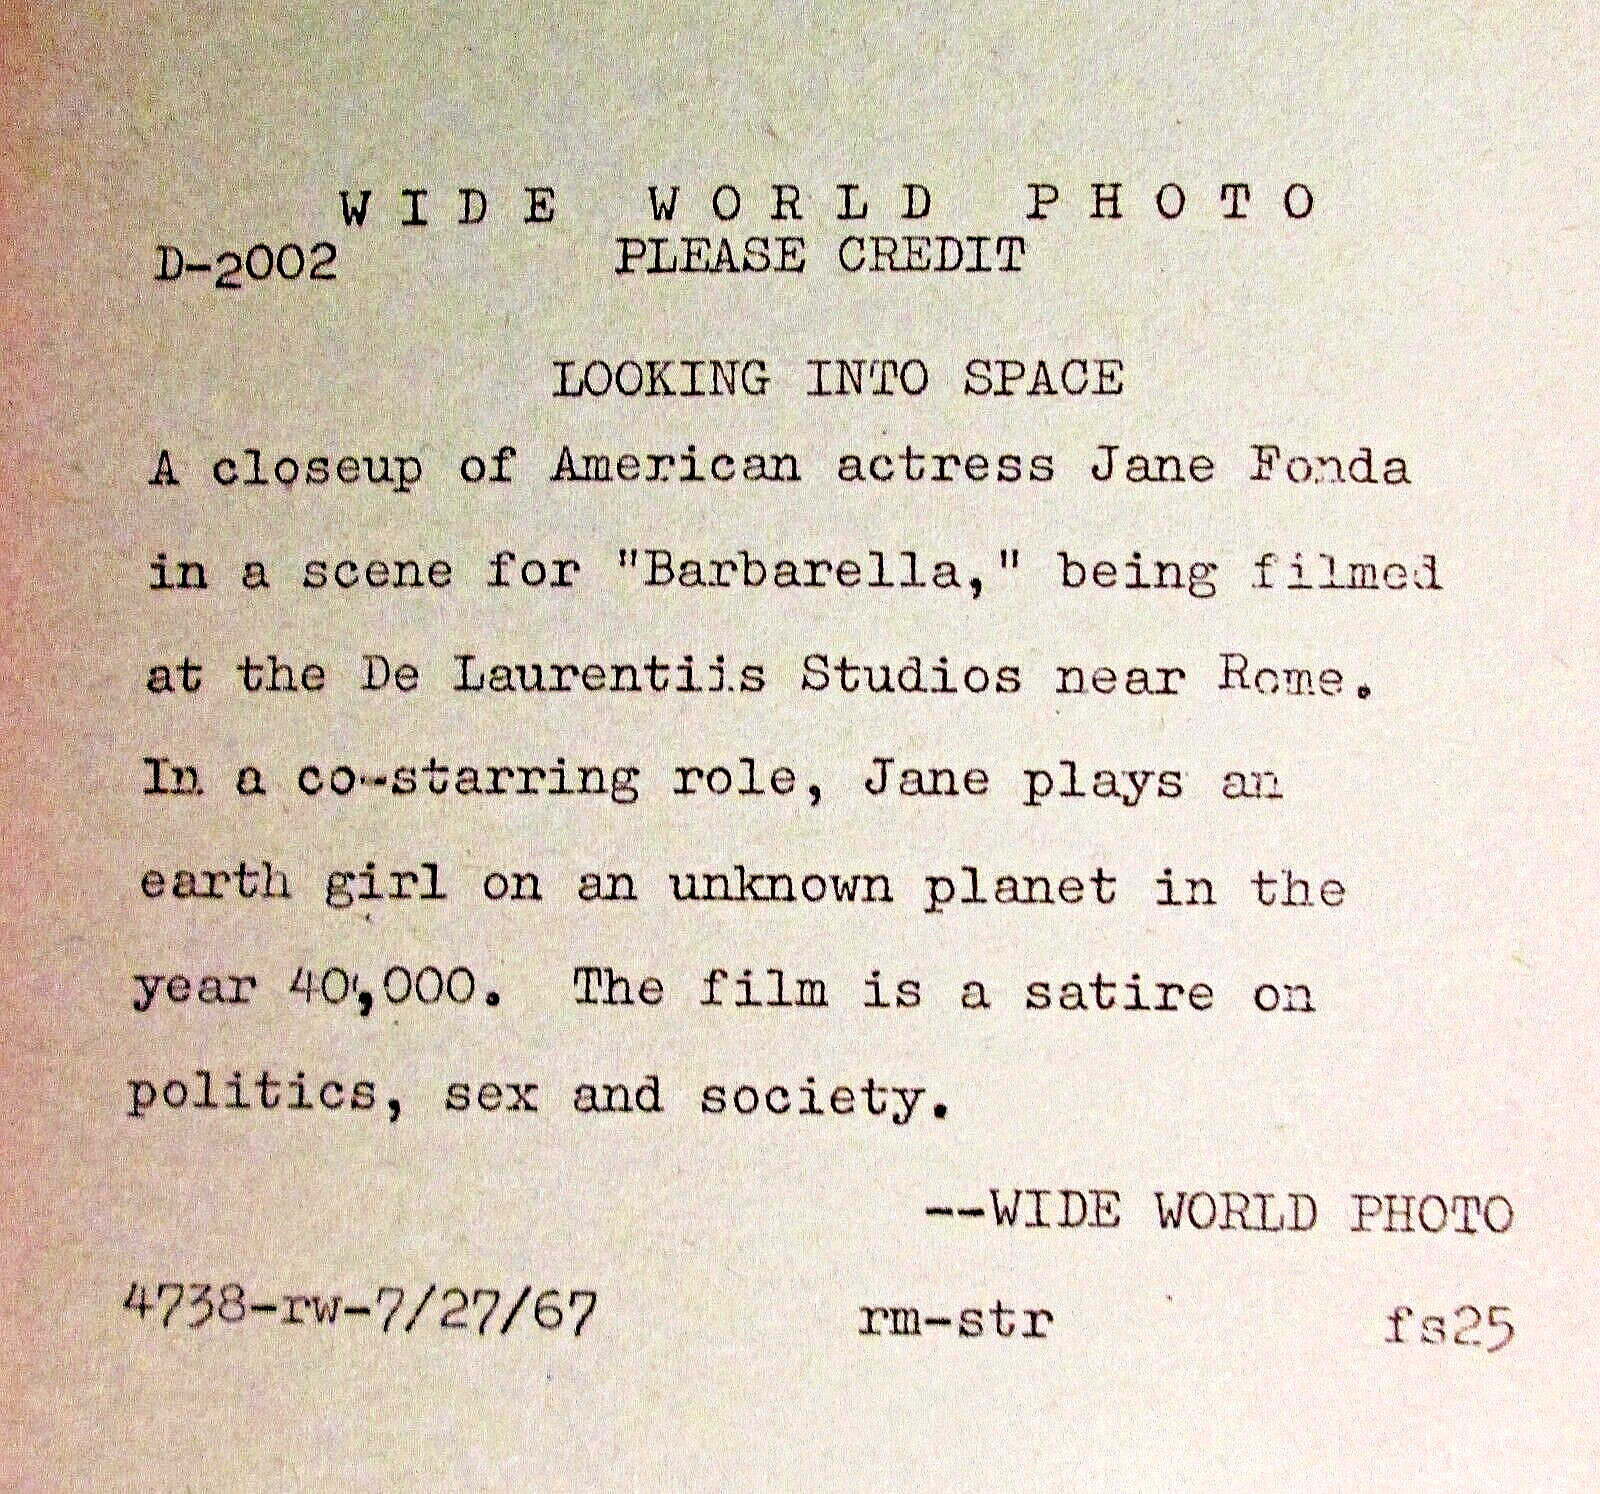 WIDE WORLD PHOTO
D-2002 PLEASE CREDIT
LOOKING INTO SPACE
A closeup of American actress Jane Fonda
in a scene for "Barbarella," being filmed
at the De Laurentiis Studios near Rome.
In a co-starring role, Jane plays an
earth girl on an unknown planet in the
year 40,000. The film is a satire on
politics, sex and society.
--WIDE WORLD PHOTO
4738-rw-7/27/67 rm-str fs25